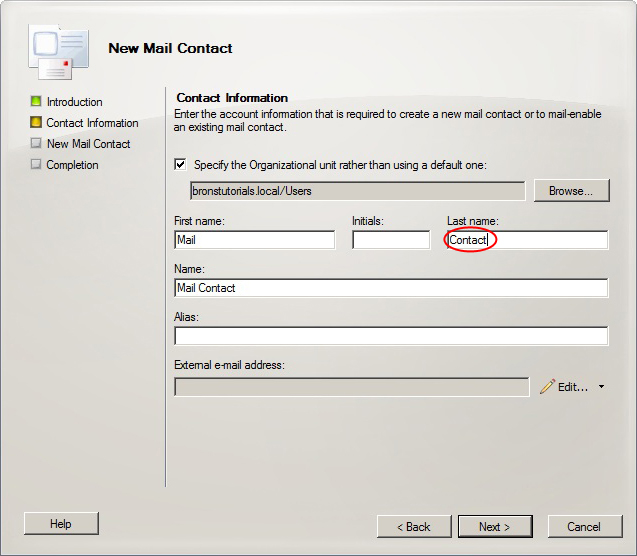 New Mail Contact
Introduction
Contact Information
New Mail Contact
Completion
Contact Information
Enter the account information that is required to create a new mail contact or to mail-enable
an existing mail contact.
Specify the Organizational unit rather than using a default one:
bronstutorials.local/Users
Browse...
First name:
Initials:
Last name:
Mail
Contact
Name:
Mail Contact
Alias:
External e-mail address:
Edit...
Help
< Back
Next >
Cancel